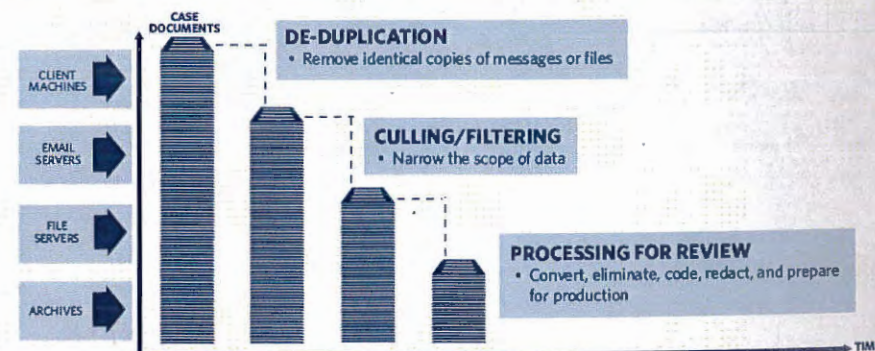 CASE
DOCUMENTS
DE-DUPLICATION
• Remove identical copies of messages or files
CLIENT
MACHINES
CULLING/FILTERING
• Narrow the scope of data
EMAIL
SERVERS
FILE
SERVERS
PROCESSING FOR REVIEW
• Convert, eliminate, code, redact, and prepare
for production
ARCHIVES
TIM